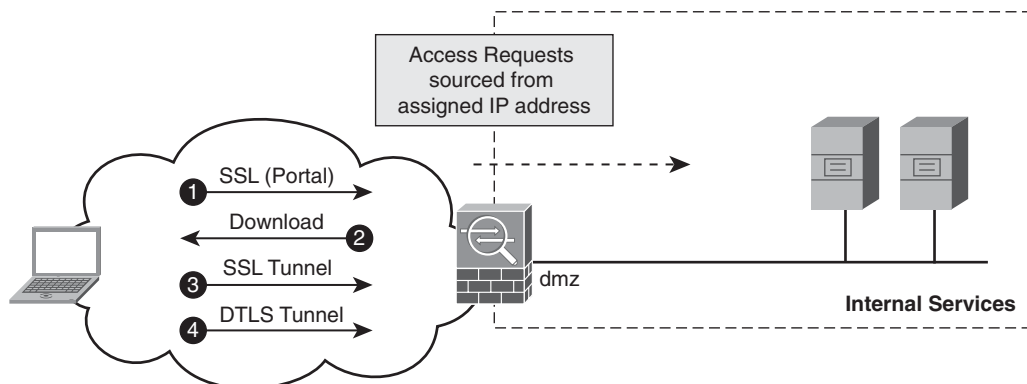 Access Requests
sourced from
assigned IP address
1 SSL (Portal)
Download 2
3 SSL Tunnel
4 DTLS Tunnel
dmz
Internal Services